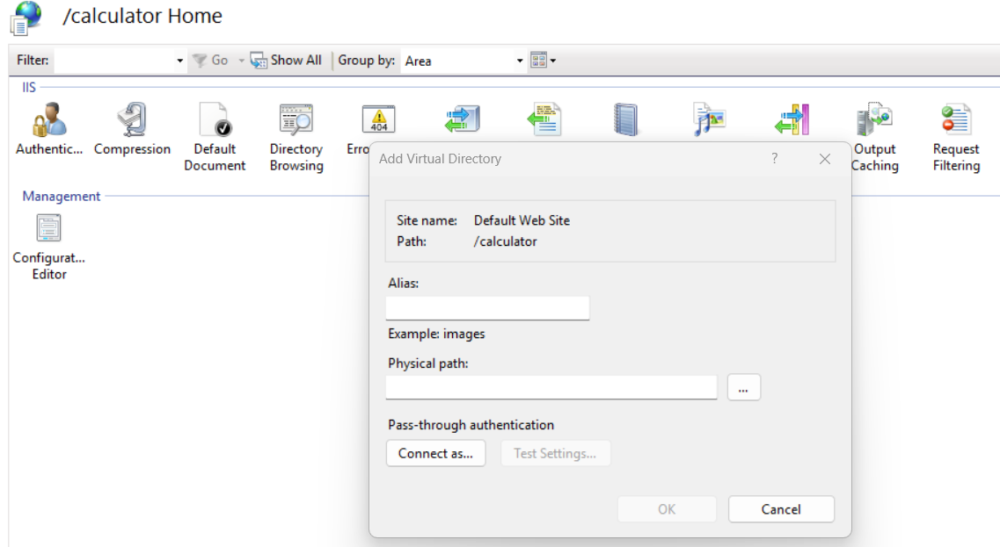 /calculator Home
Filter:
Go
Show All
Group by:
Area
IIS
404
Authentic...
Compression
Default
Document
Directory
Browsing
Erro
Output
Caching
Request
Filtering
Management
Configurat...
Editor
Add Virtual Directory
?
Site name: Default Web Site
Path: /calculator
Alias:
Example: images
Physical path:
...
Pass-through authentication
Connect as...
Test Settings...
OK
Cancel